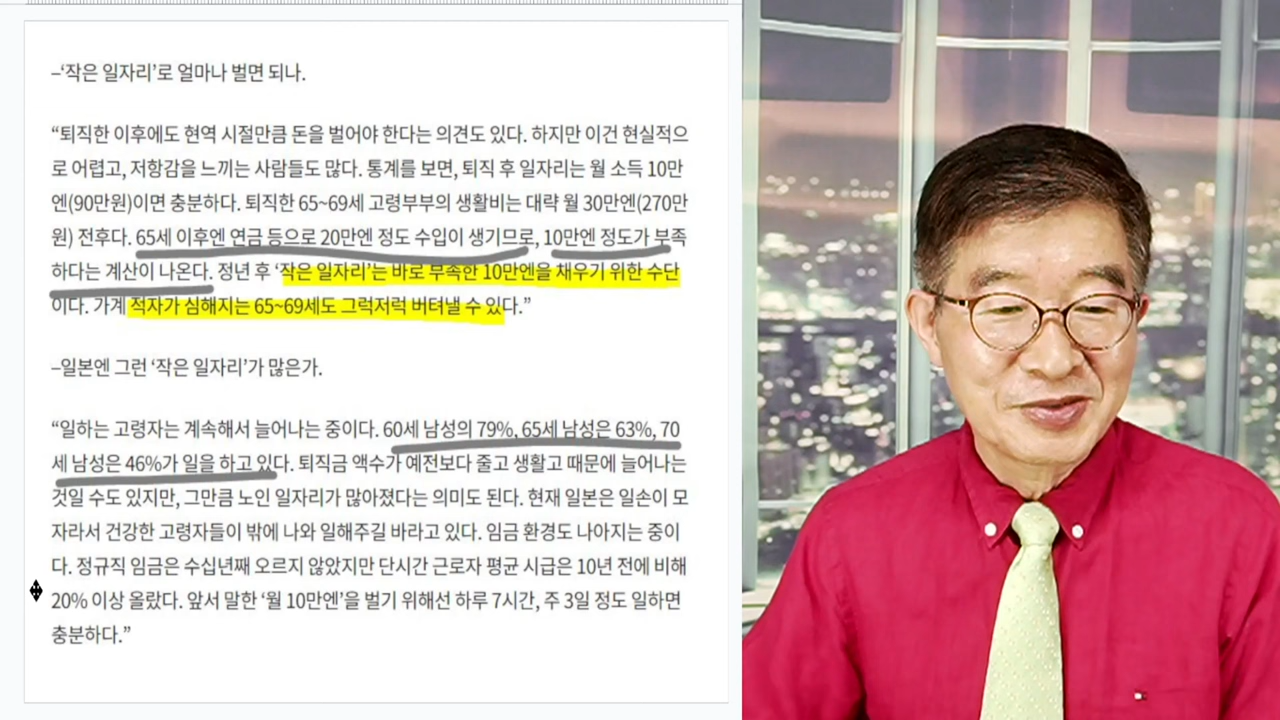 –‘작은 일자리’로 얼마나 벌면 되나.
“퇴직한 이후에도 현역 시절만큼 돈을 벌어야 한다는 의견도 있다. 하지만 이건 현실적으
로 어렵고, 저항감을 느끼는 사람들도 많다. 통계를 보면, 퇴직 후 일자리는 월 소득 10만
엔(90만원)이면 충분하다. 퇴직한 65~69세 고령부부의 생활비는 대략 월 30만엔(270만
원) 전후다. 65세 이후엔 연금 등으로 20만엔 정도 수입이 생기므로, 10만엔 정도가 부족
하다는 계산이 나온다. 정년 후 ‘작은 일자리’는 바로 부족한 10만엔을 채우기 위한 수단
이다. 가계 적자가 심해지는 65~69세도 그럭저럭 버텨낼 수 있다.”
–일본엔 그런 ‘작은 일자리’가 많은가.
“일하는 고령자는 계속해서 늘어나는 중이다. 60세 남성의 79%, 65세 남성은 63%, 70
세 남성은 46%가 일을 하고 있다. 퇴직금 액수가 예전보다 줄고 생활고 때문에 늘어나는
것일 수도 있지만, 그만큼 노인 일자리가 많아졌다는 의미도 된다. 현재 일본은 일손이 모
자라서 건강한 고령자들이 밖에 나와 일해주길 바라고 있다. 임금 환경도 나아지는 중이
다. 정규직 임금은 수십년째 오르지 않았지만 단시간 근로자 평균 시급은 10년 전에 비해
20% 이상 올랐다. 앞서 말한 ‘월 10만엔’을 벌기 위해선 하루 7시간, 주 3일 정도 일하면
충분하다.”